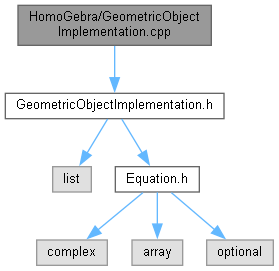 HomoGebra/GeometricObject
Implementation.cpp
GeometricObjectImplementation.h
list
Equation.h
complex
array
optional